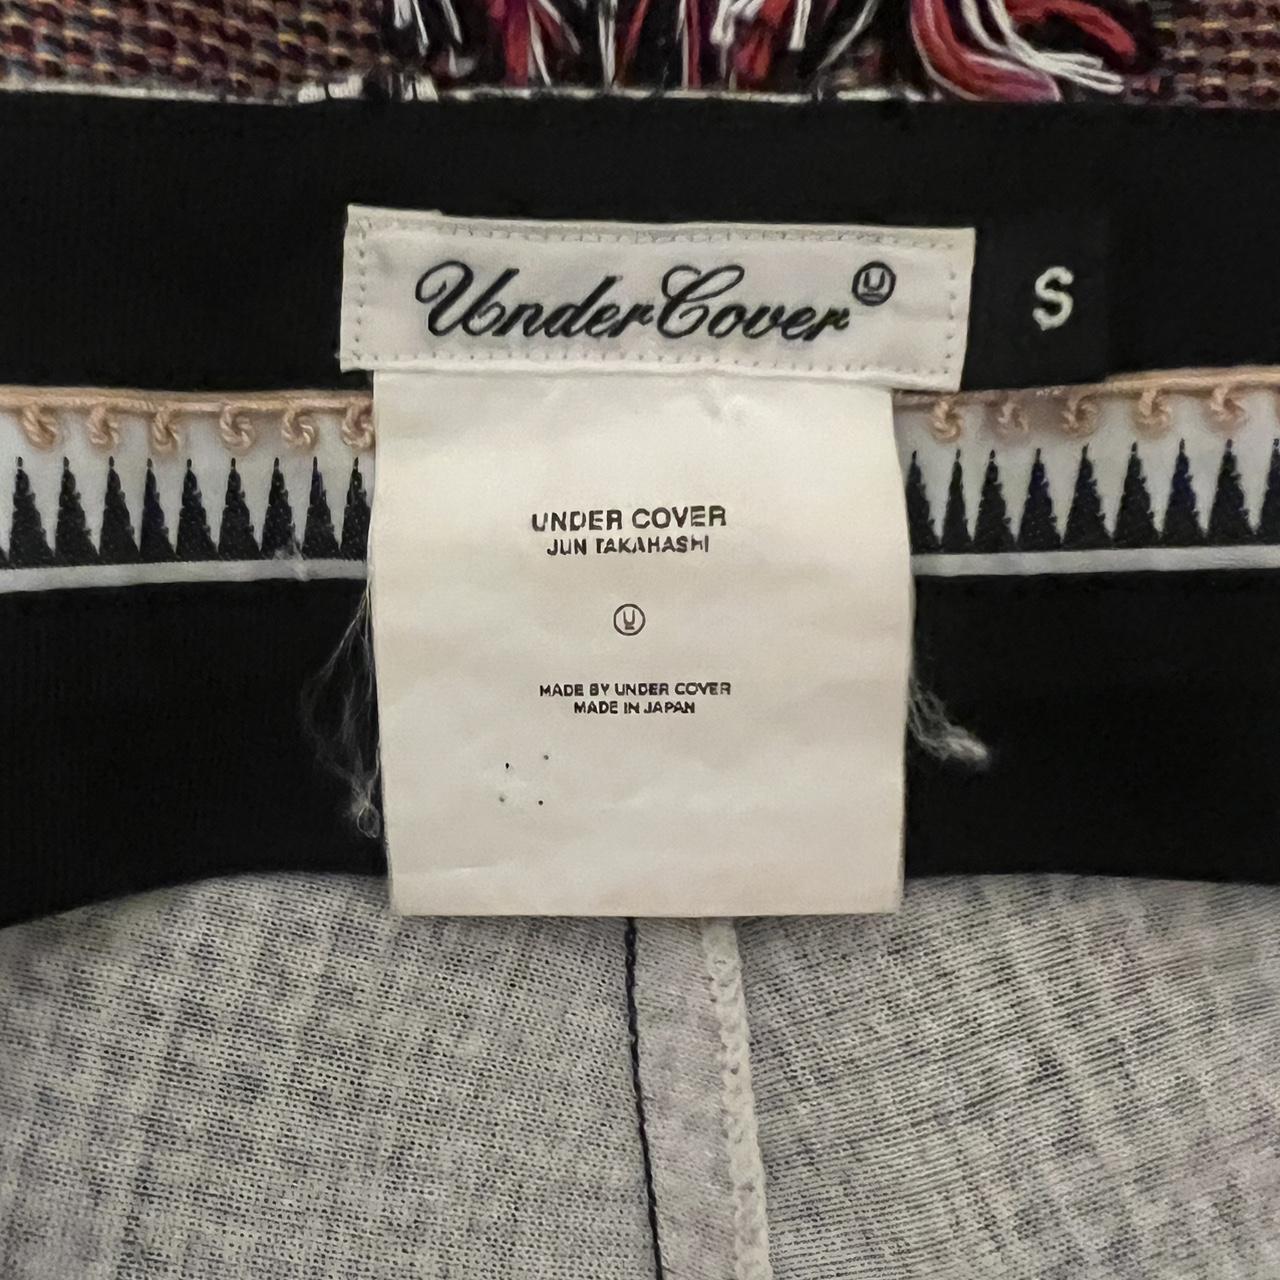 UnderCover Ⓤ
S
UNDER COVER
JUN TAKAHASHI
Ⓤ
MADE BY UNDER COVER
MADE IN JAPAN